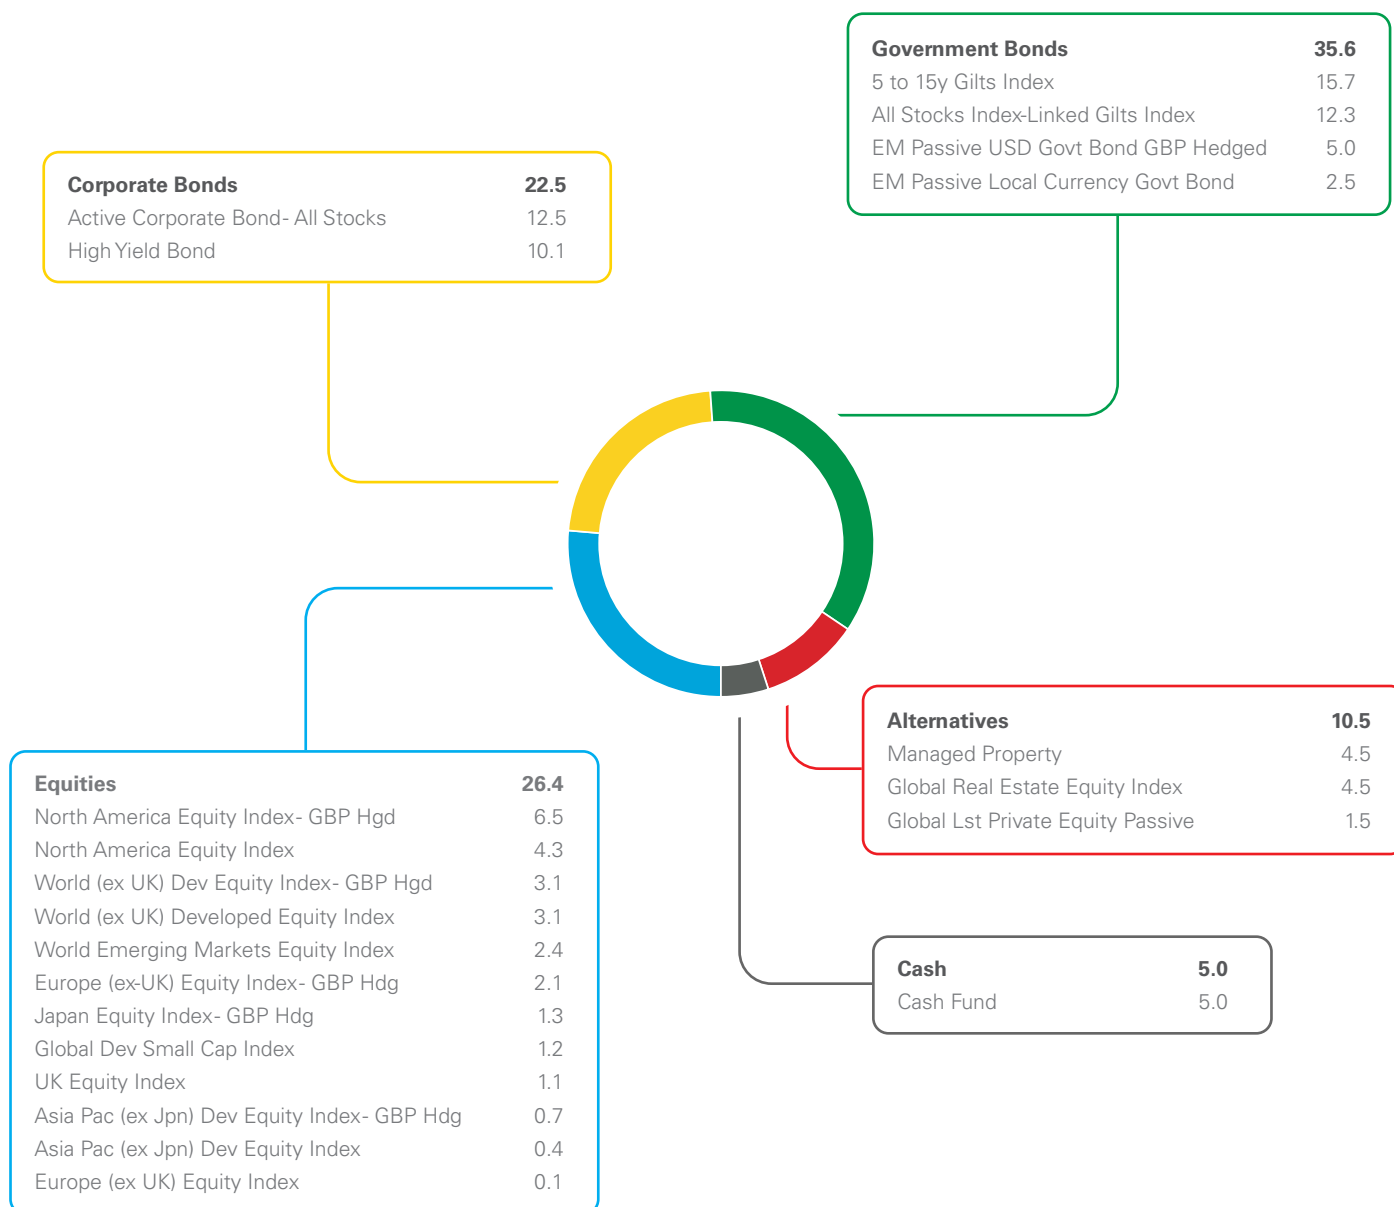 Government Bonds 35.6
5 to 15y Gilts Index 15.7
All Stocks Index-Linked Gilts Index 12.3
EM Passive USD Govt Bond GBP Hedged 5.0
EM Passive Local Currency Govt Bond 2.5
Corporate Bonds 22.5
Active Corporate Bond- All Stocks 12.5
High Yield Bond 10.1
Alternatives 10.5
Managed Property 4.5
Global Real Estate Equity Index 4.5
Global Lst Private Equity Passive 1.5
Equities 26.4
North America Equity Index- GBP Hgd 6.5
North America Equity Index 4.3
World (ex UK) Dev Equity Index- GBP Hgd 3.1
World (ex UK) Developed Equity Index 3.1
World Emerging Markets Equity Index 2.4
Europe (ex-UK) Equity Index- GBP Hdg 2.1
Japan Equity Index- GBP Hdg 1.3
Global Dev Small Cap Index 1.2
UK Equity Index 1.1
Asia Pac (ex Jpn) Dev Equity Index- GBP Hdg 0.7
Asia Pac (ex Jpn) Dev Equity Index 0.4
Europe (ex UK) Equity Index 0.1
Cash 5.0
Cash Fund 5.0